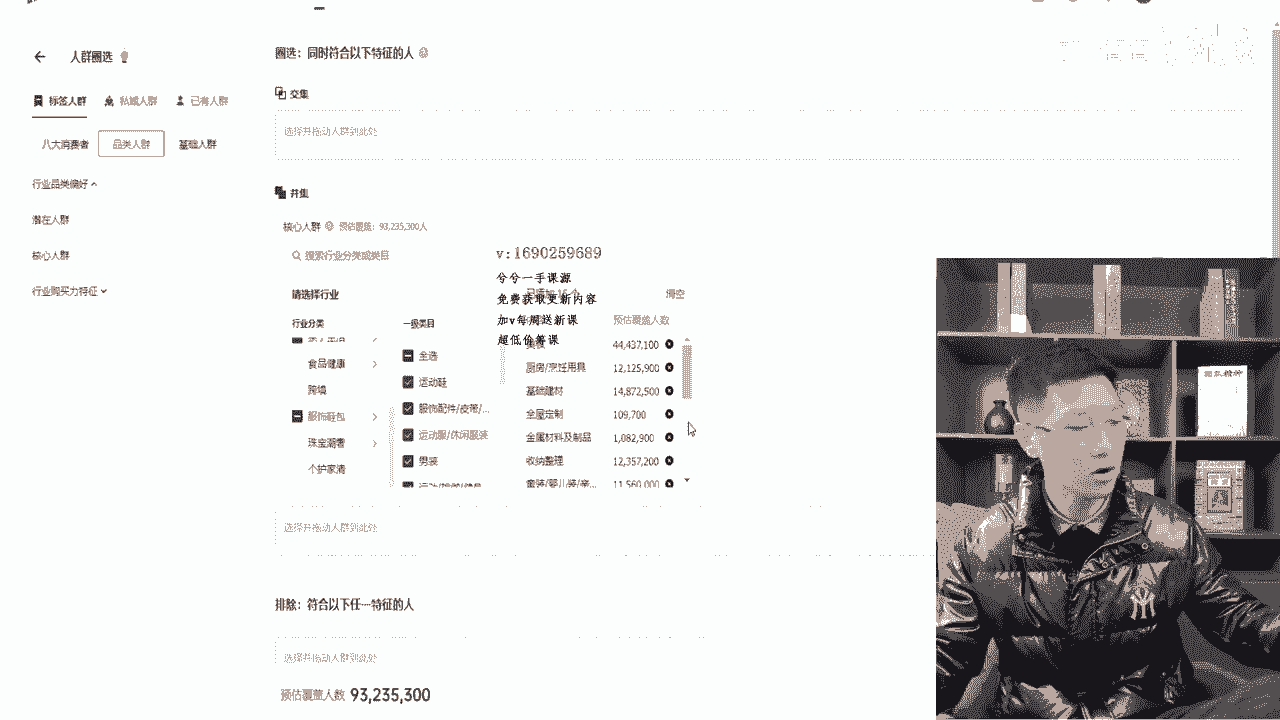 人群圈选
标签人群 私域人群 已有人群
八大消费者 品类人群 基础人群
行业品类偏好
潜在人群
核心人群
行业购买力特征
圈选：同时符合以下特征的人
交集
选择并拖动人群到此处
并集
核心人群 预估覆盖：93,235,300人
搜索行业分类或类目
v:1690259689
兮兮一手课源
免费获取更新内容
加v每周送新课
超低价筹课
请选择行业
清空
行业分类
一级类目
预估覆盖人数
食品健康
跨境
服饰鞋包
珠宝潮奢
个护家清
全选
运动鞋
服饰配件/皮带/...
运动服/休闲服装
男装
44,437,100
厨房/烹饪用具 12,125,900
基础建材 14,872,500
全屋定制 109,700
金属材料及制品 1,082,900
收纳整理 12,357,200
童装/婴儿装/亲... 11,560,000
选择并拖动人群到此处
排除：符合以下任一特征的人
选择并拖动人群到此处
预估覆盖人数 93,235,300